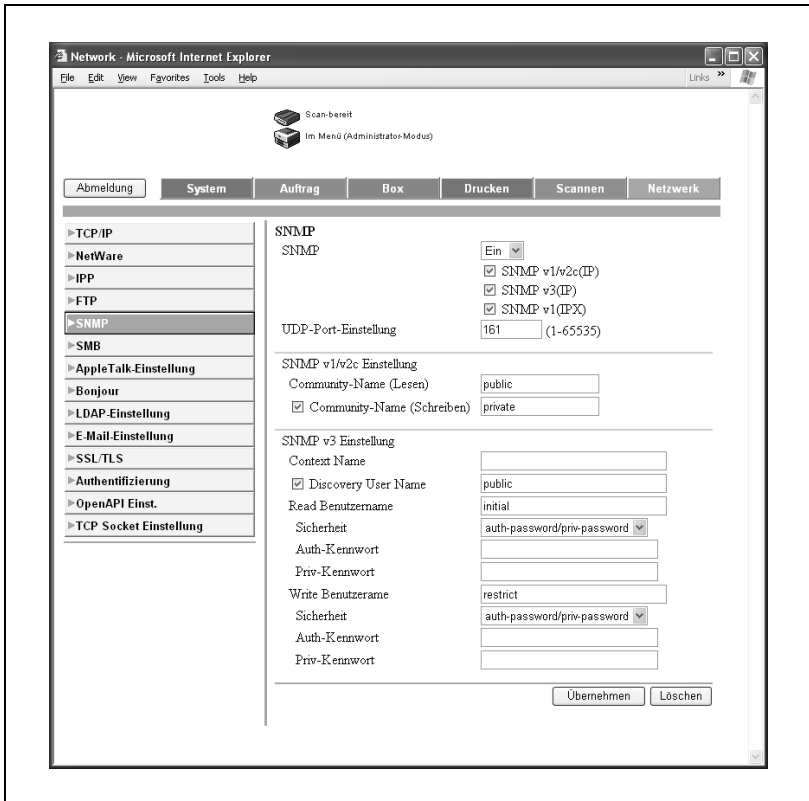 Network - Microsoft Internet Explorer
File Edit View Favorites Tools Help Links »
Scan-bereit
Im Menü (Administrator-Modus)
Abmeldung System Auftrag Box Drucken Scannen Netzwerk
TCP/IP
NetWare
IPP
FTP
SNMP
SMB
AppleTalk-Einstellung
Bonjour
LDAP-Einstellung
E-Mail-Einstellung
SSL/TLS
Authentifizierung
OpenAPI Einst.
TCP Socket Einstellung
SNMP
SNMP Ein
SNMP v1/v2c(IP)
SNMP v3(IP)
SNMP v1(IPX)
UDP-Port-Einstellung 161 (1-65535)
SNMP v1/v2c Einstellung
Community-Name (Lesen) public
Community-Name (Schreiben) private
SNMP v3 Einstellung
Context Name
Discovery User Name public
Read Benutzername initial
Sicherheit auth-password/priv-password
Auth-Kennwort
Priv-Kennwort
Write Benutzerame restrict
Sicherheit auth-password/priv-password
Auth-Kennwort
Priv-Kennwort
Übernehmen Löschen